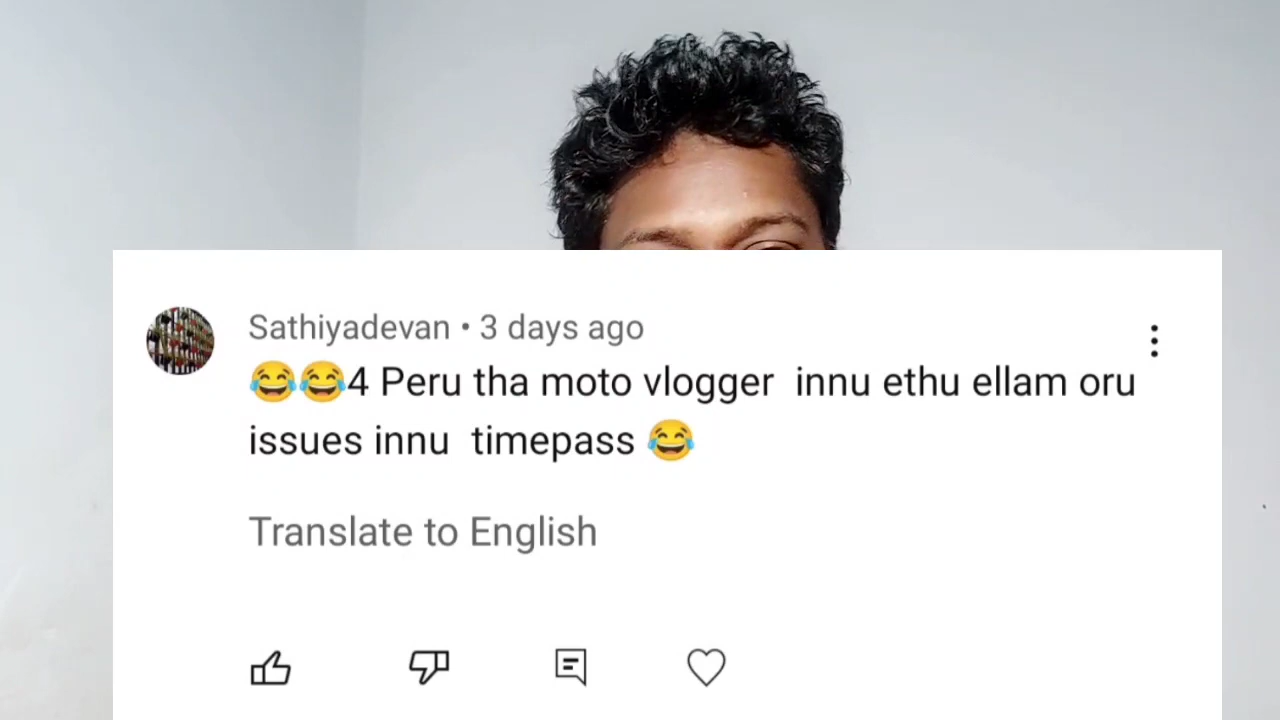 Sathiyadevan • 3 days ago
😂😂4 Peru tha moto vlogger innu ethu ellam oru
issues innu timepass 😂
Translate to English